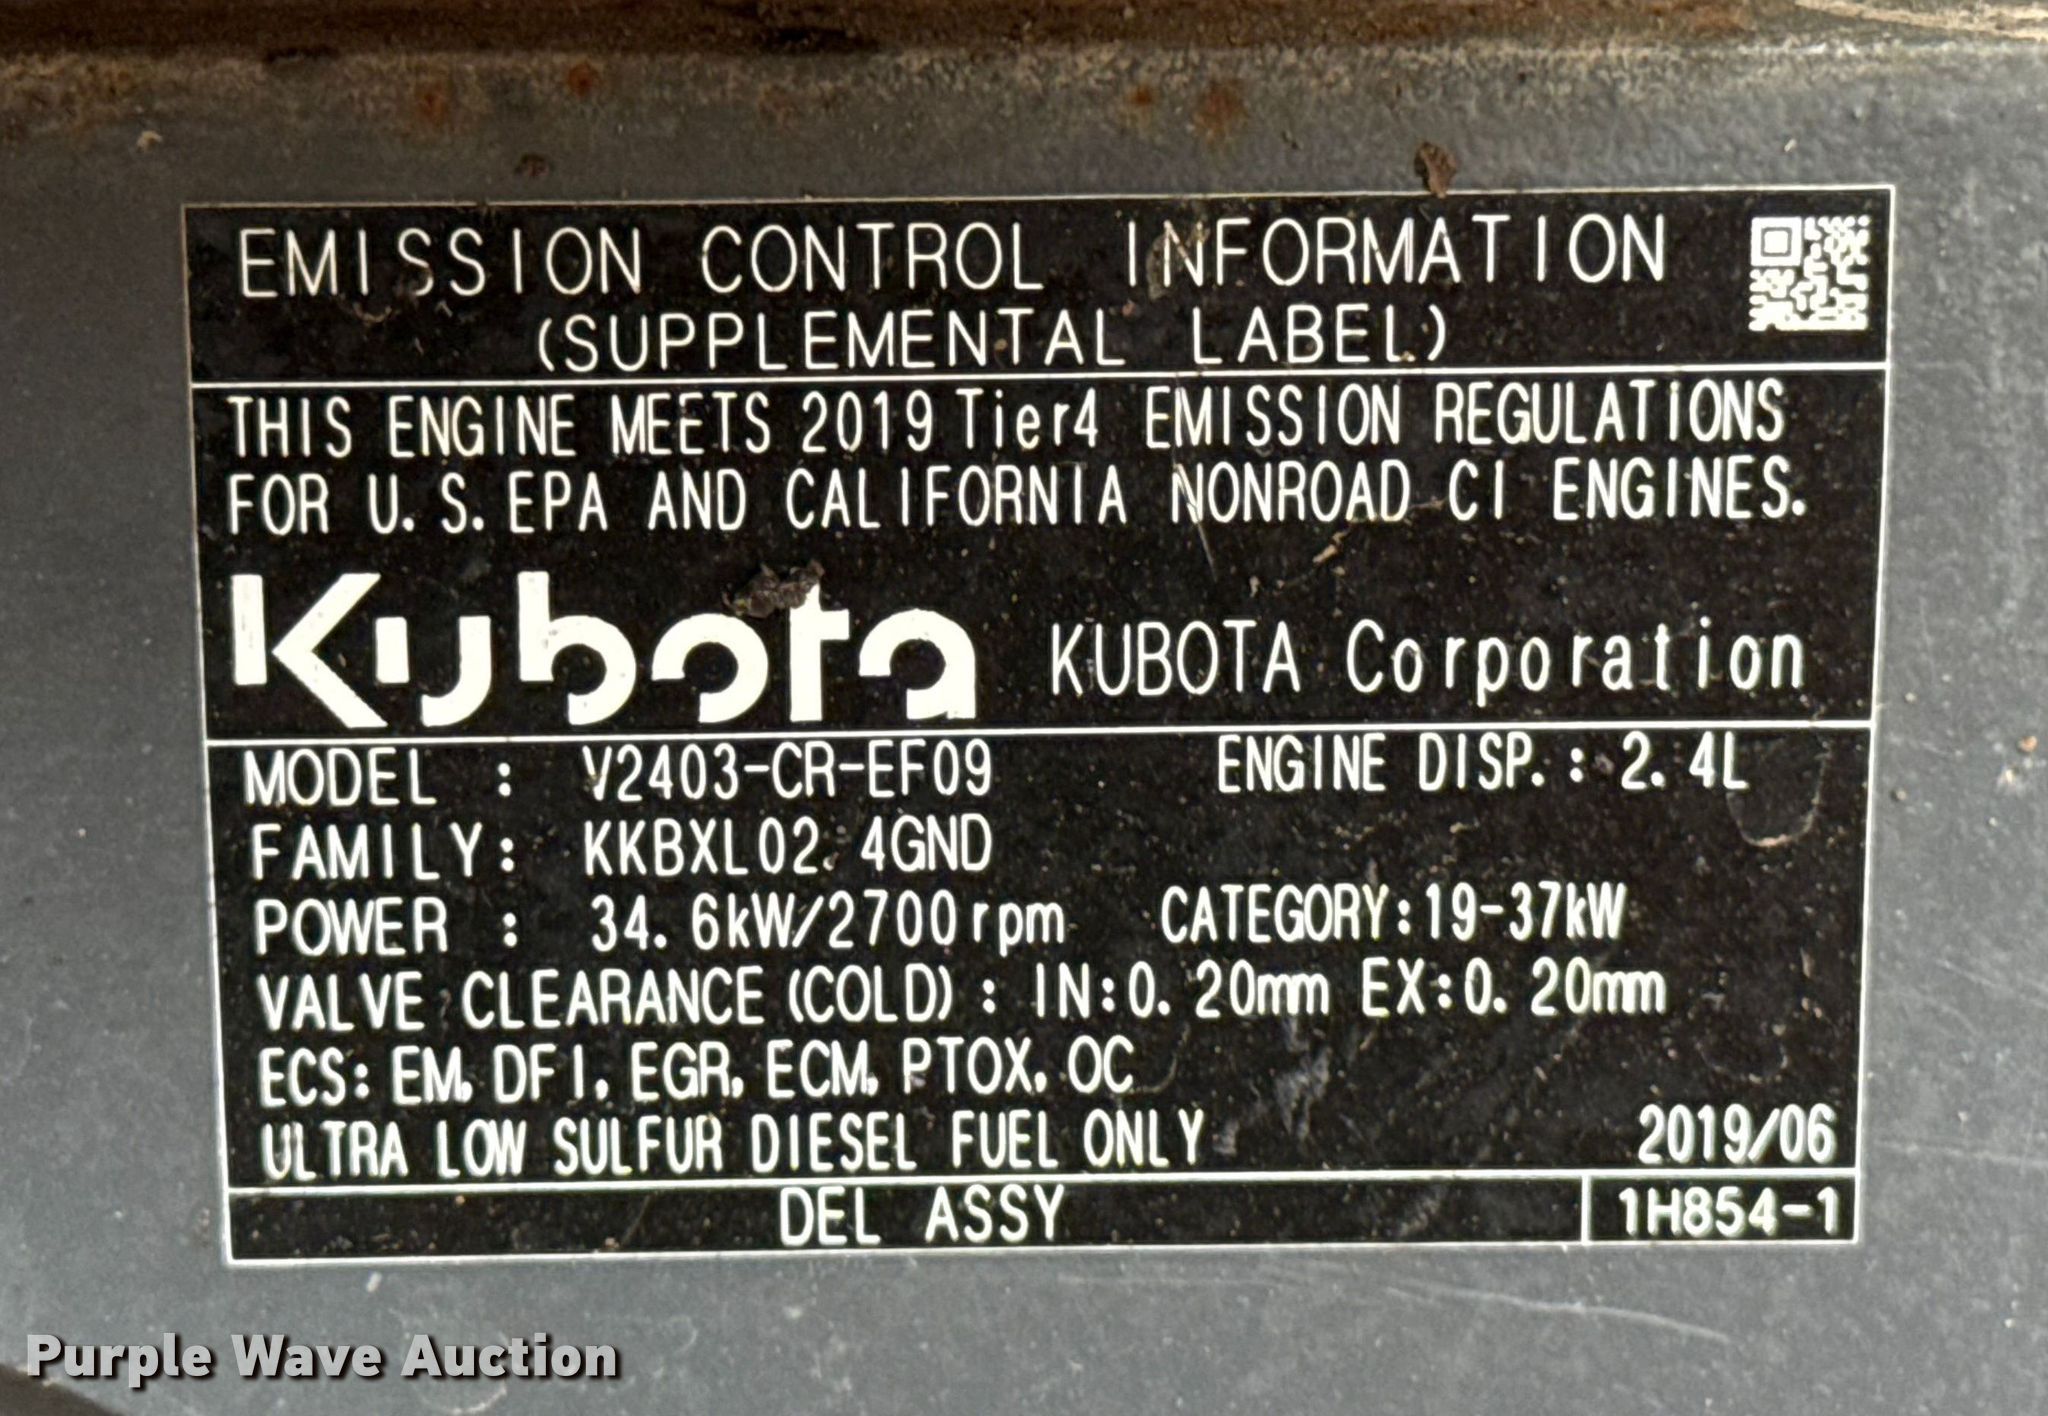 EMISSION CONTROL INFORMATION
(SUPPLEMENTAL LABEL)
THIS ENGINE MEETS 2019 Tier4 EMISSION REGULATIONS
FOR U.S.EPA AND CALIFORNIA NONROAD CI ENGINES.
Kubota KUBOTA Corporation
MODEL : V2403-CR-EF09 ENGINE DISP.: 2.4L
FAMILY: KKBXL02.4GND
POWER : 34.6kW/2700rpm CATEGORY:19-37kW
VALVE CLEARANCE(COLD): IN:0.20mm EX:0.20mm
ECS: EM, DFI, EGR, ECM, PTOX, OC
ULTRA LOW SULFUR DIESEL FUEL ONLY 2019/06
DEL ASSY 1H854-1
Purple Wave Auction